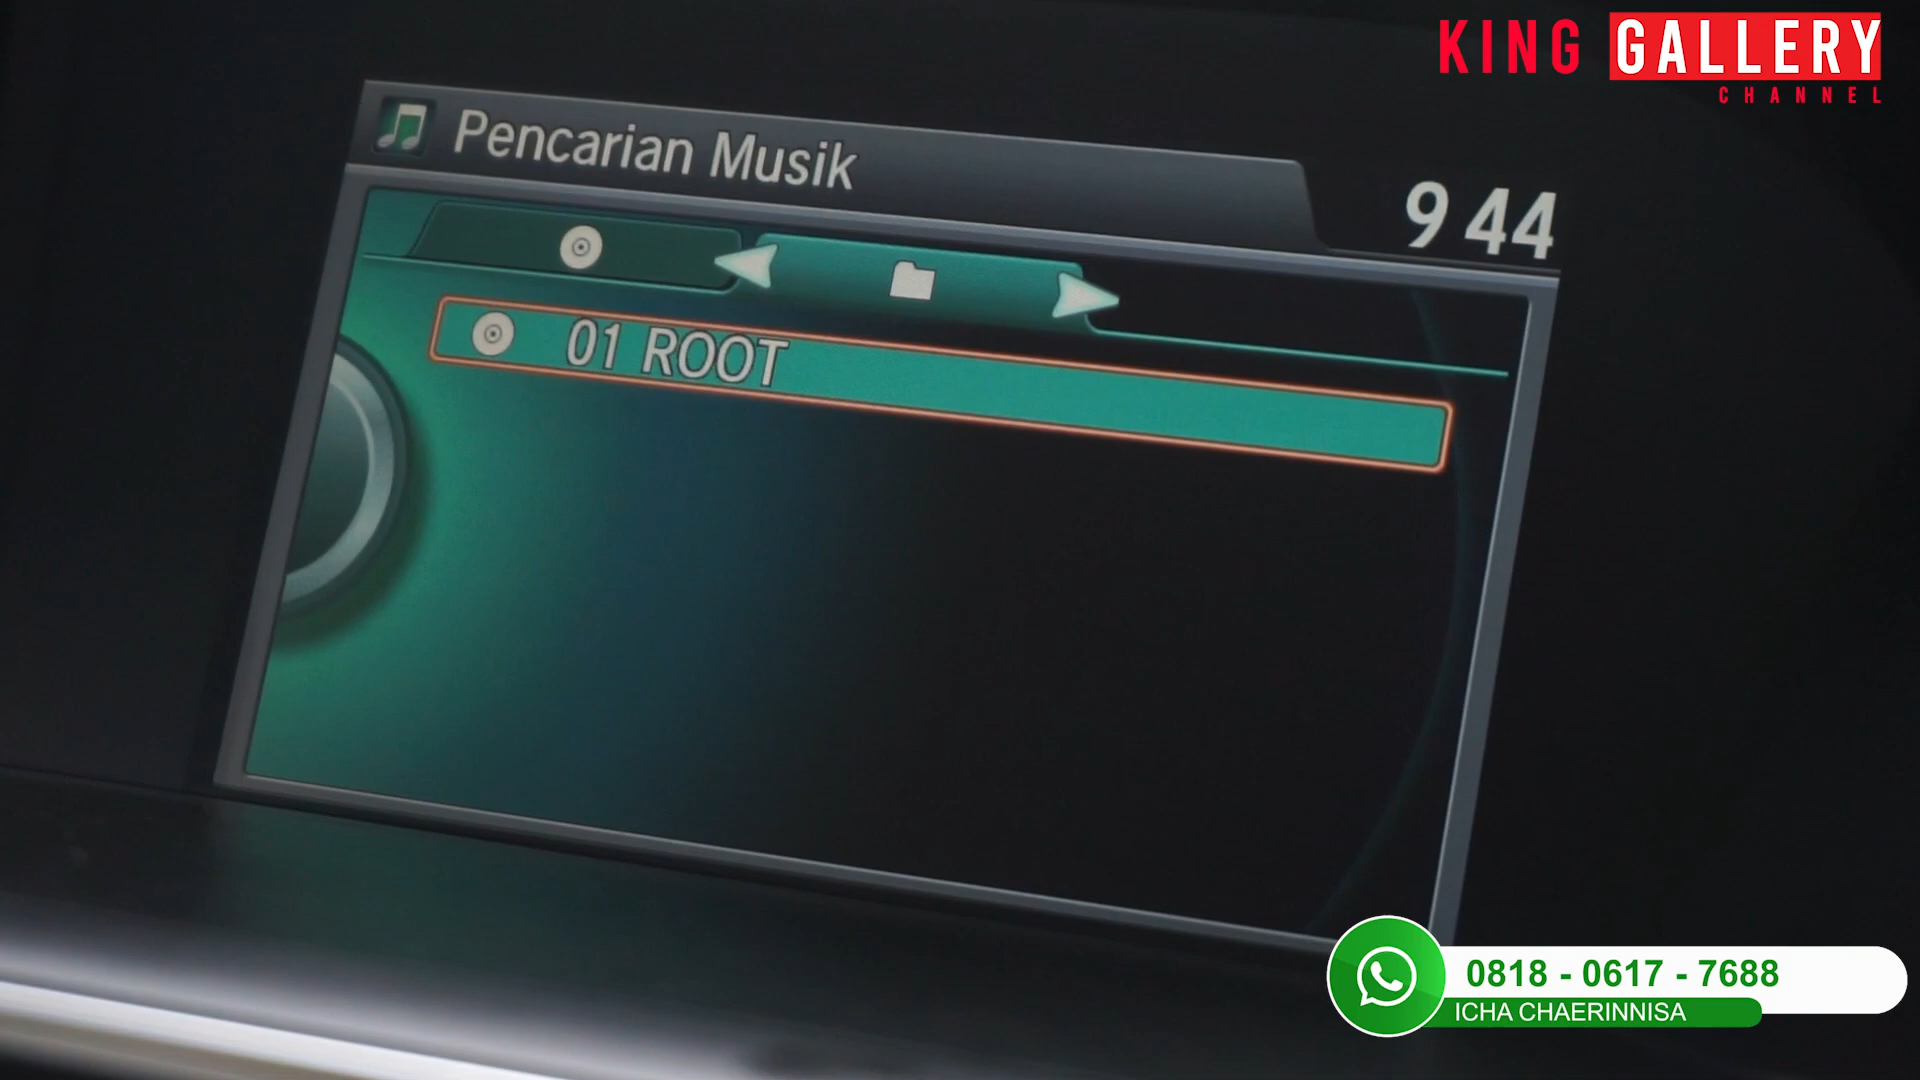 KING GALLERY
CHANNEL
Pencarian Musik
9 44
01 ROOT
0818 - 0617 - 7688
ICHA CHAERINNISA